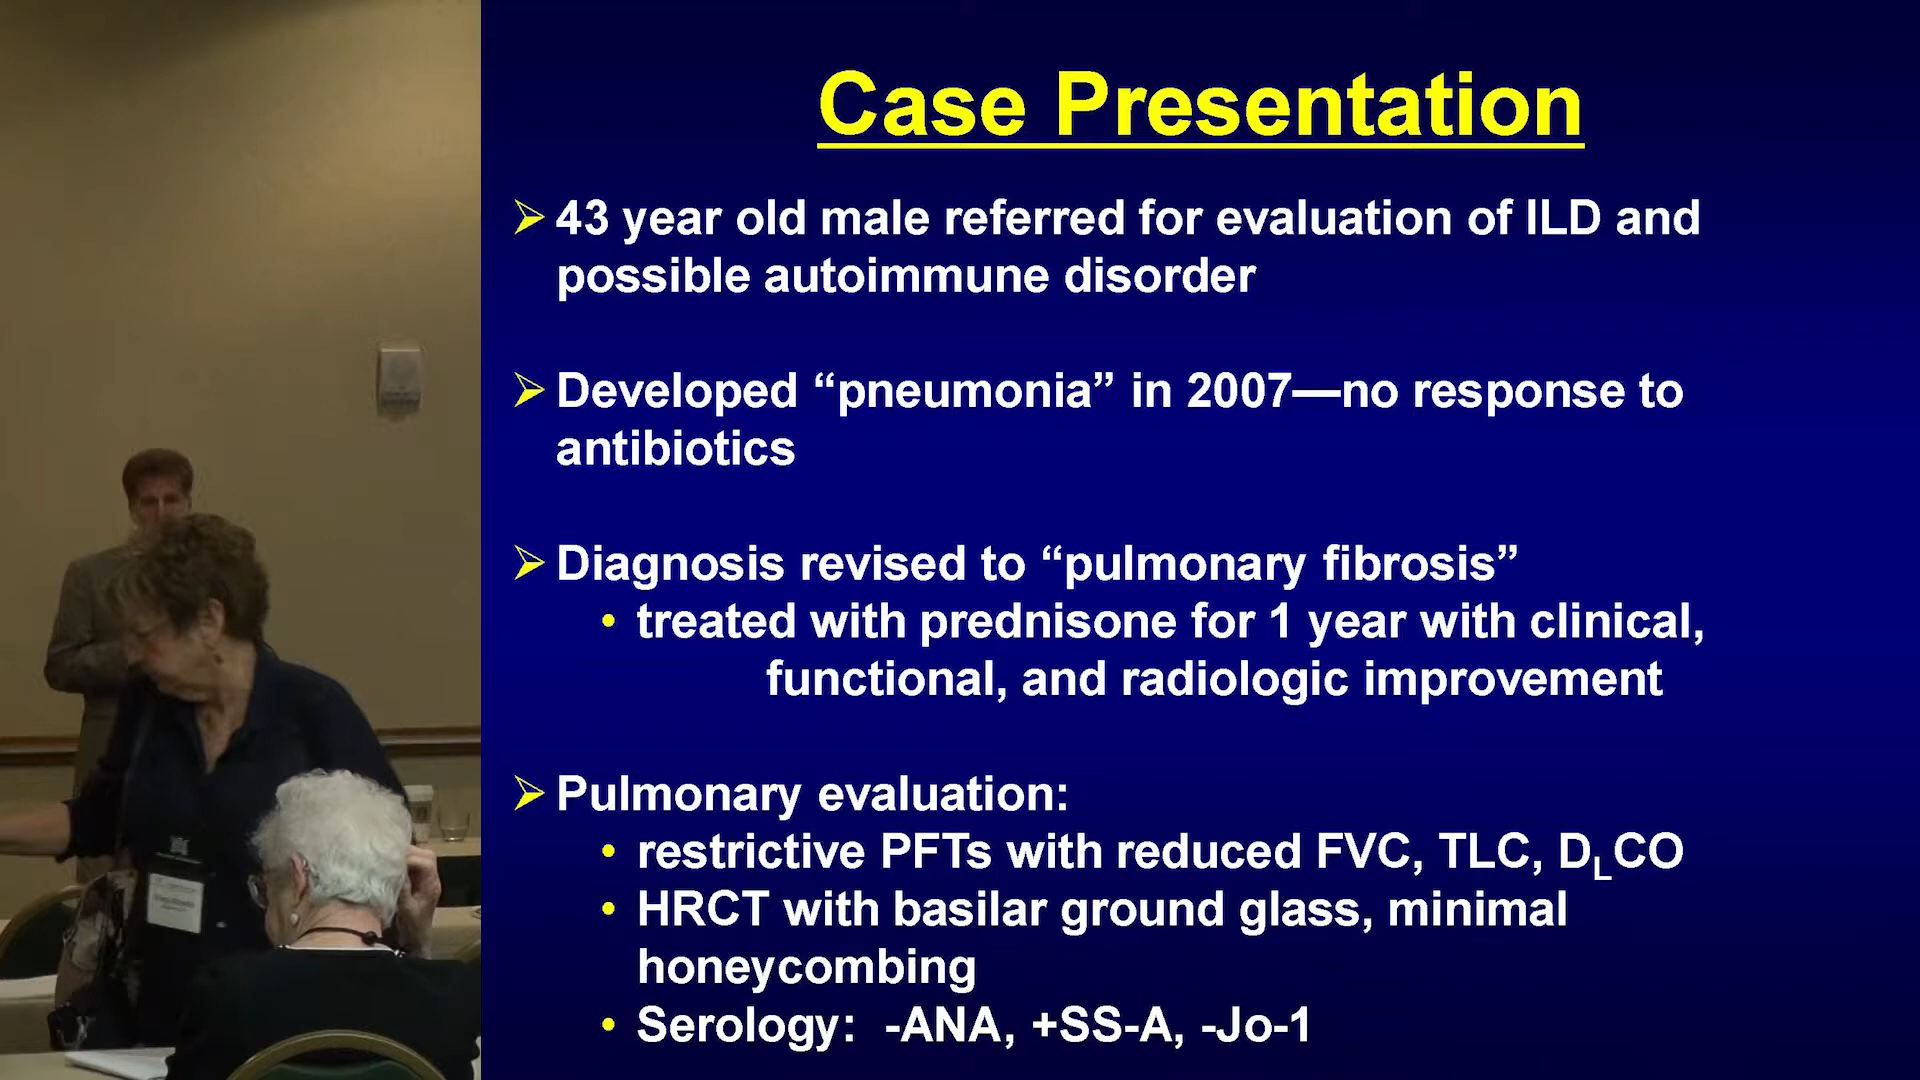 Case Presentation
➢ 43 year old male referred for evaluation of ILD and
possible autoimmune disorder
➢ Developed “pneumonia” in 2007—no response to
antibiotics
➢ Diagnosis revised to “pulmonary fibrosis”
• treated with prednisone for 1 year with clinical,
functional, and radiologic improvement
➢ Pulmonary evaluation:
• restrictive PFTs with reduced FVC, TLC, DLCO
• HRCT with basilar ground glass, minimal
honeycombing
• Serology: -ANA, +SS-A, -Jo-1